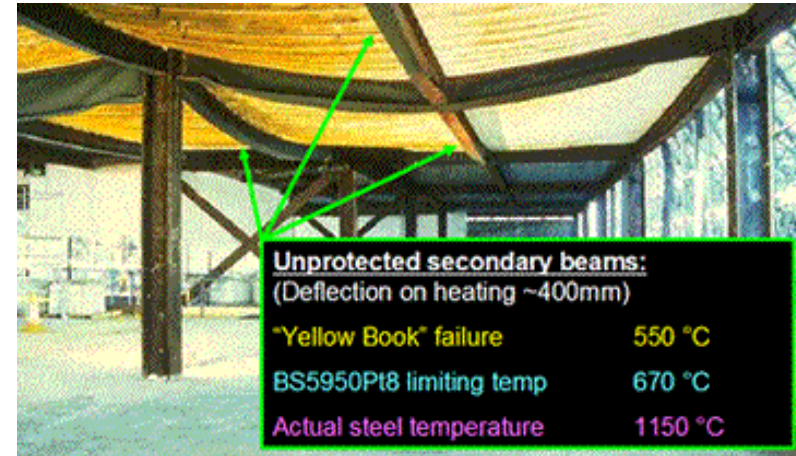 Unprotected secondary beams:
(Deflection on heating ~400mm)
"Yellow Book" failure 550 °C
BS5950Pt8 limiting temp 670 °C
Actual steel temperature 1150 °C